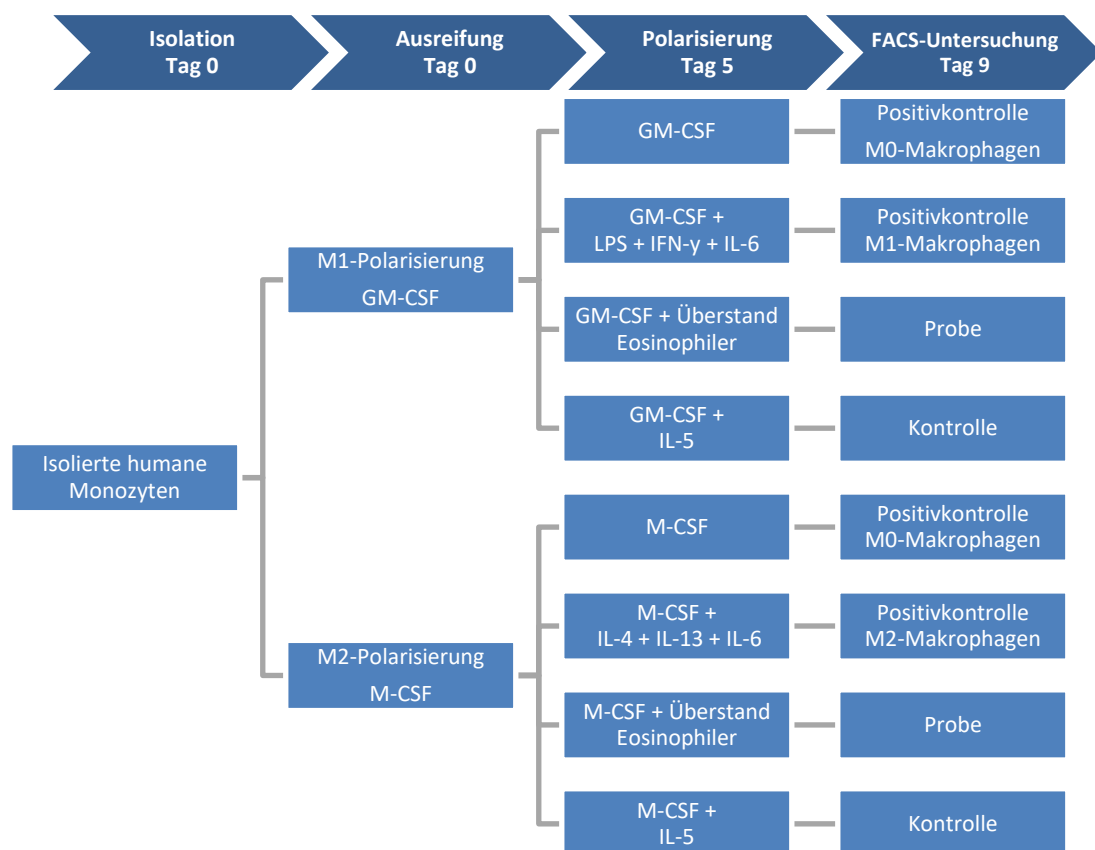 Isolation
Tag 0
Ausreifung
Tag 0
Polarisierung
Tag 5
FACS-Untersuchung
Tag 9
Isolierte humane
Monozyten
M1-Polarisierung
GM-CSF
GM-CSF
Positivkontrolle
M0-Makrophagen
GM-CSF +
LPS + IFN-γ + IL-6
Positivkontrolle
M1-Makrophagen
GM-CSF + Überstand
Eosinophiler
Probe
GM-CSF +
IL-5
Kontrolle
M2-Polarisierung
M-CSF
M-CSF
Positivkontrolle
M0-Makrophagen
M-CSF +
IL-4 + IL-13 + IL-6
Positivkontrolle
M2-Makrophagen
M-CSF + Überstand
Eosinophiler
Probe
M-CSF +
IL-5
Kontrolle